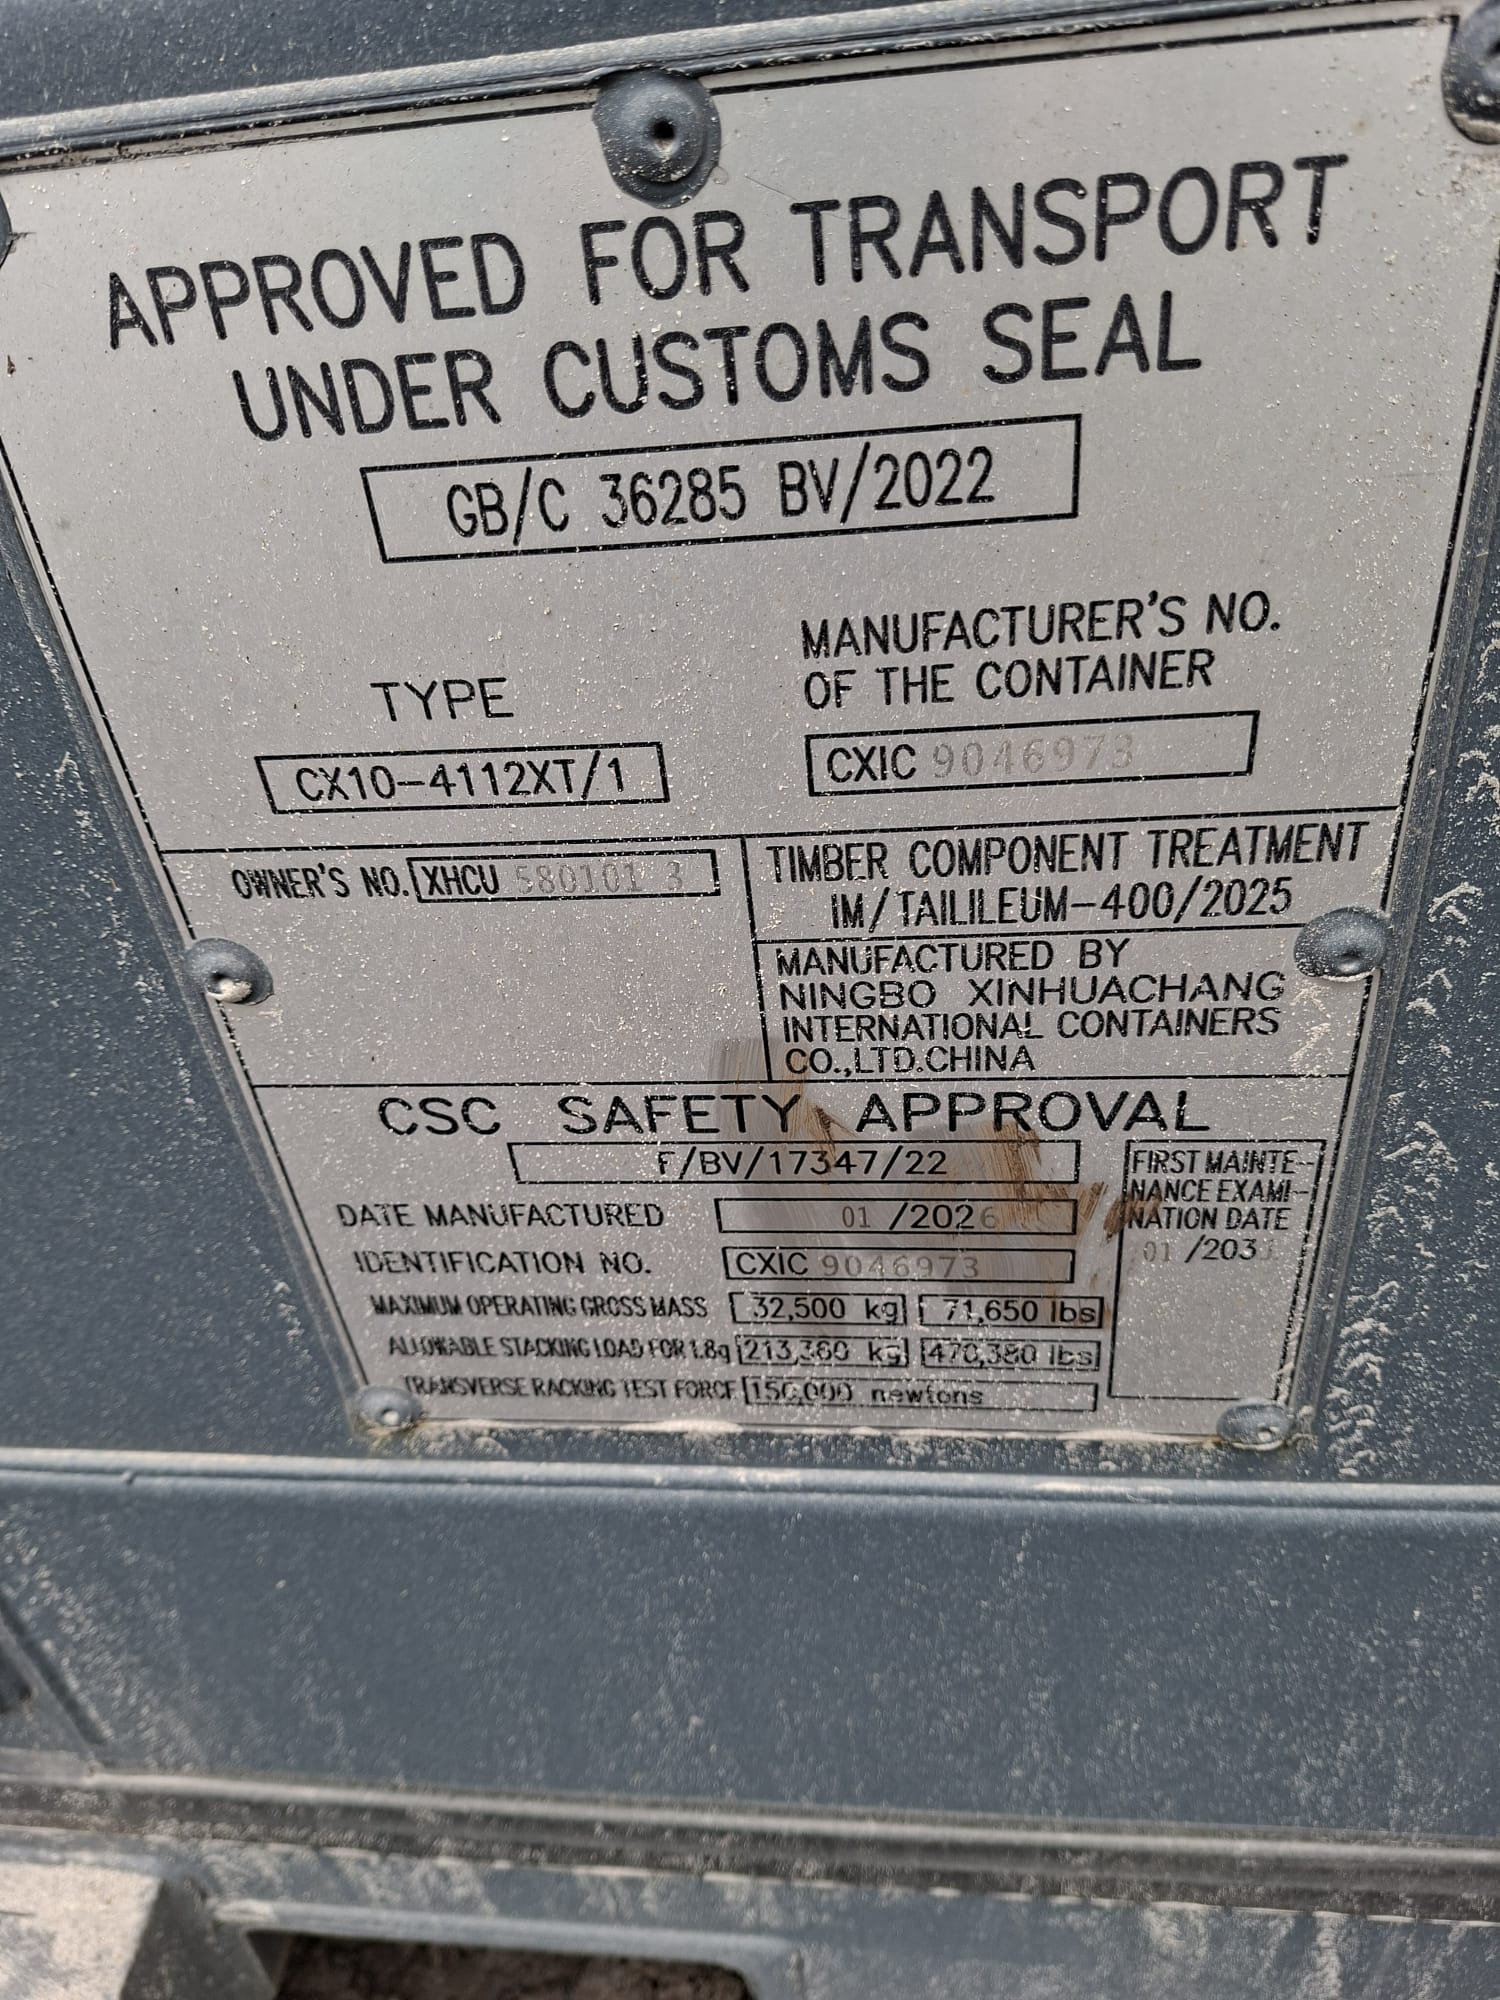 APPROVED FOR TRANSPORT
UNDER CUSTOMS SEAL
GB/C 36285 BV/2022
TYPE
CX10-4112XT/1
MANUFACTURER'S NO.
OF THE CONTAINER
CXIC 9046973
OWNER'S NO. XHCU 580101 3
TIMBER COMPONENT TREATMENT
IM/TAILILEUM-400/2025
MANUFACTURED BY
NINGBO XINHUACHANG
INTERNATIONAL CONTAINERS
CO.,LTD.CHINA
CSC SAFETY APPROVAL
F/BV/17347/22
DATE MANUFACTURED 01 /2026
IDENTIFICATION NO. CXIC 9046973
MAXIMUM OPERATING GROSS MASS 32,500 kg 71,650 lbs
ALLOWABLE STACKING LOAD FOR 1.8g 213,360 kg 470,380 lbs
TRANSVERSE RACKING TEST FORCE 150,000 newtons
FIRST MAINTE-
NANCE EXAMI-
NATION DATE
01 /2031